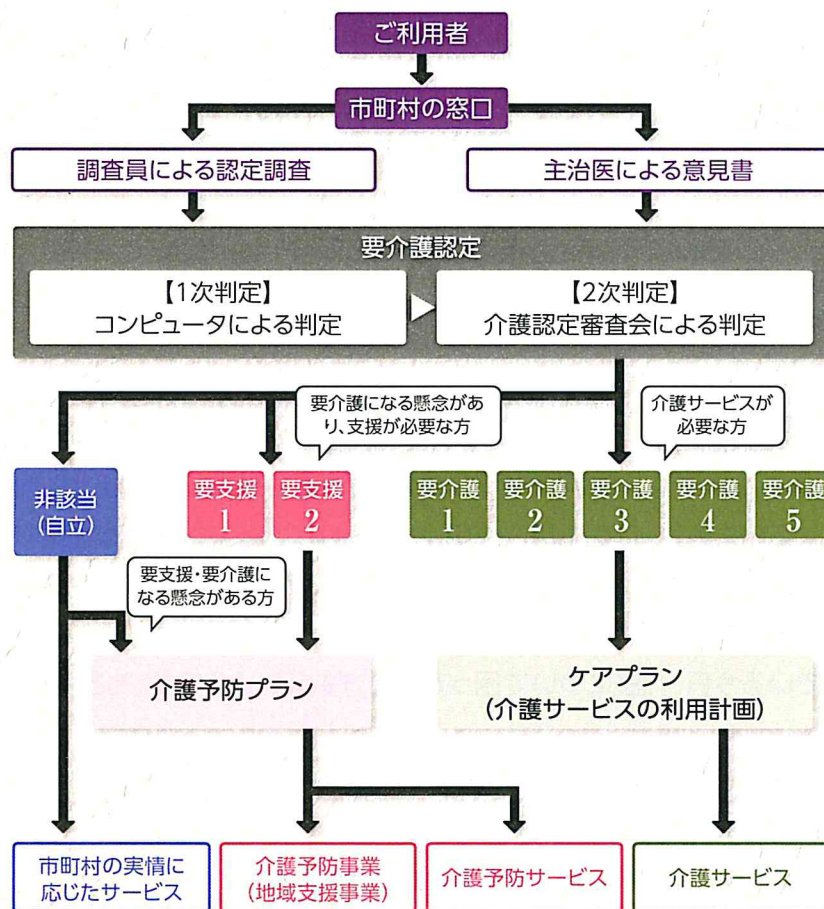 ご利用者
市町村の窓口
調査員による認定調査
主治医による意見書
要介護認定
【1次判定】
コンピュータによる判定
【2次判定】
介護認定審査会による判定
要介護になる懸念があ
り、支援が必要な方
介護サービスが
必要な方
非該当
(自立)
要支援
1
要支援
2
要介護
1
要介護
2
要介護
3
要介護
4
要介護
5
要支援・要介護に
なる懸念がある方
介護予防プラン
ケアプラン
(介護サービスの利用計画)
市町村の実情に
応じたサービス
介護予防事業
(地域支援事業)
介護予防サービス
介護サービス